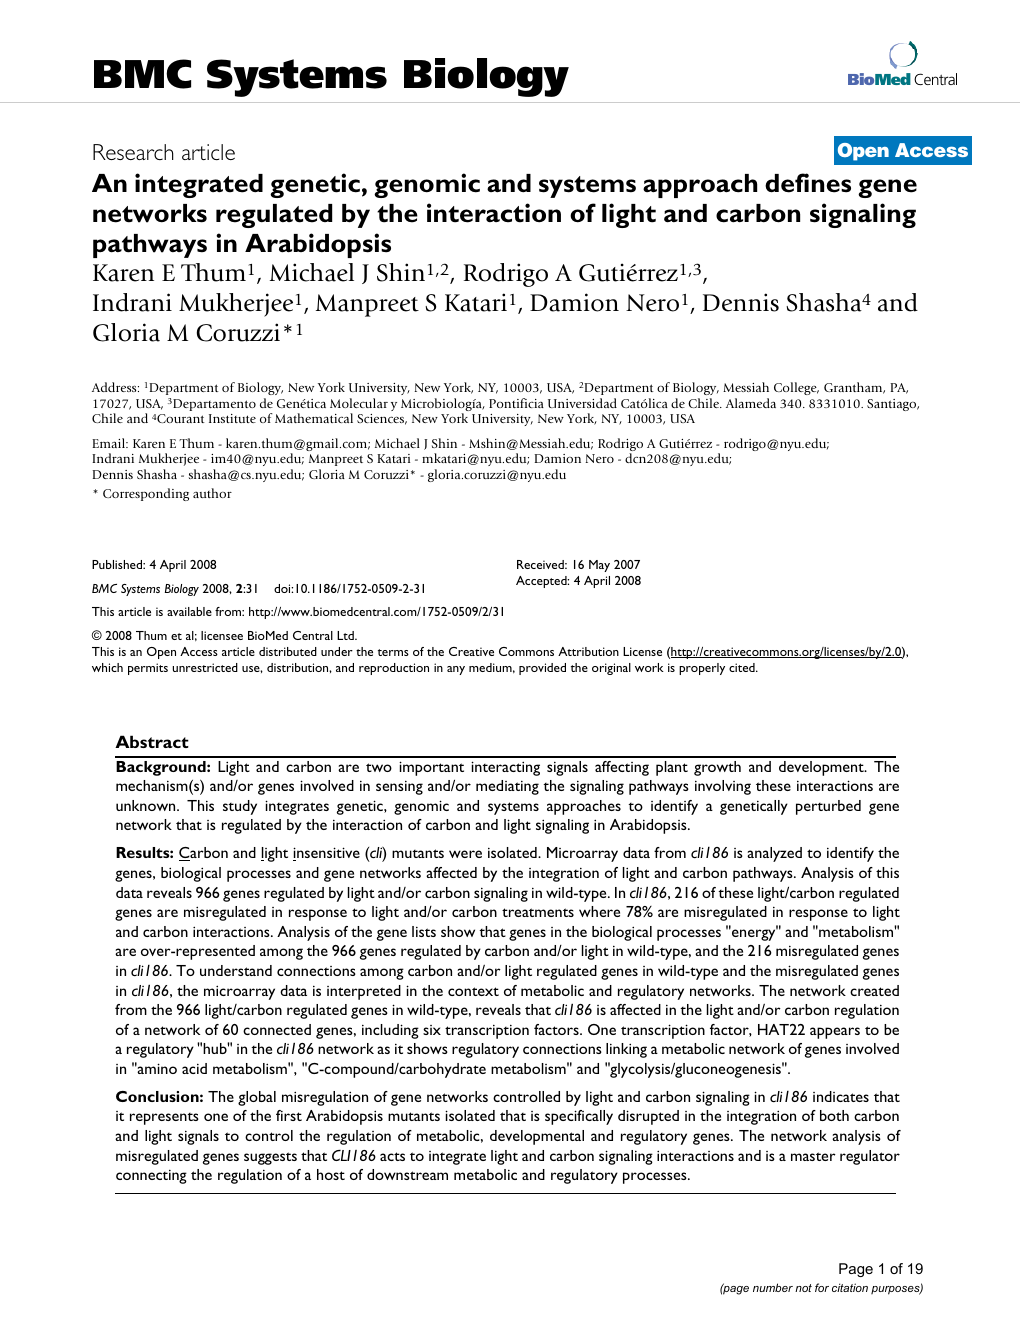 BMC Systems Biology
BioMed Central
Research article
Open Access
An integrated genetic, genomic and systems approach defines gene
networks regulated by the interaction of light and carbon signaling
pathways in Arabidopsis
Karen E Thum1, Michael J Shin1,2, Rodrigo A Gutiérrez1,3,
Indrani Mukherjee1, Manpreet S Katari1, Damion Nero1, Dennis Shasha4 and
Gloria M Coruzzi*1
Address: 1Department of Biology, New York University, New York, NY, 10003, USA, 2Department of Biology, Messiah College, Grantham, PA,
17027, USA, 3Departamento de Genética Molecular y Microbiología, Pontificia Universidad Católica de Chile. Alameda 340. 8331010. Santiago,
Chile and 4Courant Institute of Mathematical Sciences, New York University, New York, NY, 10003, USA
Email: Karen E Thum - karen.thum@gmail.com; Michael J Shin - Mshin@Messiah.edu; Rodrigo A Gutiérrez - rodrigo@nyu.edu;
Indrani Mukherjee - im40@nyu.edu; Manpreet S Katari - mkatari@nyu.edu; Damion Nero - dcn208@nyu.edu;
Dennis Shasha - shasha@cs.nyu.edu; Gloria M Coruzzi* - gloria.coruzzi@nyu.edu
* Corresponding author
Published: 4 April 2008
BMC Systems Biology 2008, 2:31 doi:10.1186/1752-0509-2-31
Received: 16 May 2007
Accepted: 4 April 2008
This article is available from: http://www.biomedcentral.com/1752-0509/2/31
© 2008 Thum et al; licensee BioMed Central Ltd.
This is an Open Access article distributed under the terms of the Creative Commons Attribution License (http://creativecommons.org/licenses/by/2.0),
which permits unrestricted use, distribution, and reproduction in any medium, provided the original work is properly cited.
Abstract
Background: Light and carbon are two important interacting signals affecting plant growth and development. The
mechanism(s) and/or genes involved in sensing and/or mediating the signaling pathways involving these interactions are
unknown. This study integrates genetic, genomic and systems approaches to identify a genetically perturbed gene
network that is regulated by the interaction of carbon and light signaling in Arabidopsis.
Results: Carbon and light insensitive (cli) mutants were isolated. Microarray data from cli186 is analyzed to identify the
genes, biological processes and gene networks affected by the integration of light and carbon pathways. Analysis of this
data reveals 966 genes regulated by light and/or carbon signaling in wild-type. In cli186, 216 of these light/carbon regulated
genes are misregulated in response to light and/or carbon treatments where 78% are misregulated in response to light
and carbon interactions. Analysis of the gene lists show that genes in the biological processes "energy" and "metabolism"
are over-represented among the 966 genes regulated by carbon and/or light in wild-type, and the 216 misregulated genes
in cli186. To understand connections among carbon and/or light regulated genes in wild-type and the misregulated genes
in cli186, the microarray data is interpreted in the context of metabolic and regulatory networks. The network created
from the 966 light/carbon regulated genes in wild-type, reveals that cli186 is affected in the light and/or carbon regulation
of a network of 60 connected genes, including six transcription factors. One transcription factor, HAT22 appears to be
a regulatory "hub" in the cli186 network as it shows regulatory connections linking a metabolic network of genes involved
in "amino acid metabolism", "C-compound/carbohydrate metabolism" and "glycolysis/gluconeogenesis".
Conclusion: The global misregulation of gene networks controlled by light and carbon signaling in cli186 indicates that
it represents one of the first Arabidopsis mutants isolated that is specifically disrupted in the integration of both carbon
and light signals to control the regulation of metabolic, developmental and regulatory genes. The network analysis of
misregulated genes suggests that CLI186 acts to integrate light and carbon signaling interactions and is a master regulator
connecting the regulation of a host of downstream metabolic and regulatory processes.
Page 1 of 19
(page number not for citation purposes)